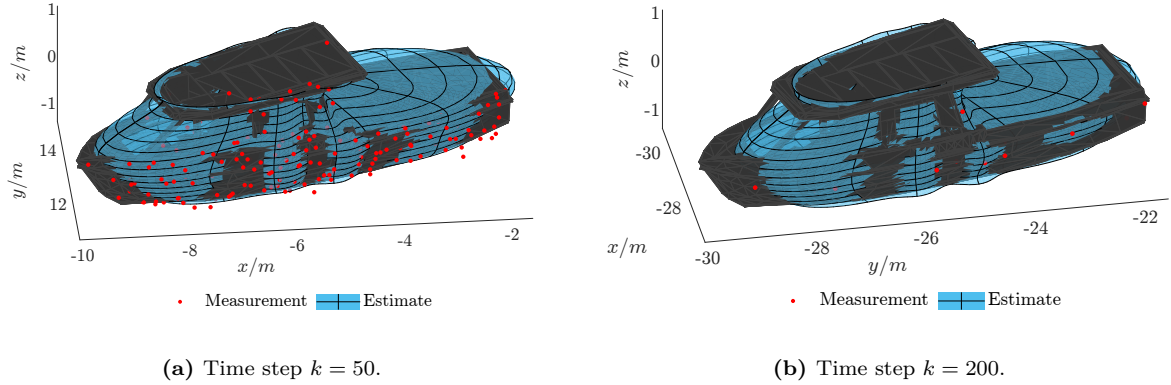 1
0
-1
z/m
14
12
y/m
-10
-8
-6
-4
-2
x/m
Measurement Estimate
(a) Time step k = 50.
1
0
-1
z/m
-30
-28
x/m
-30
-28
-26
-24
-22
y/m
Measurement Estimate
(b) Time step k = 200.